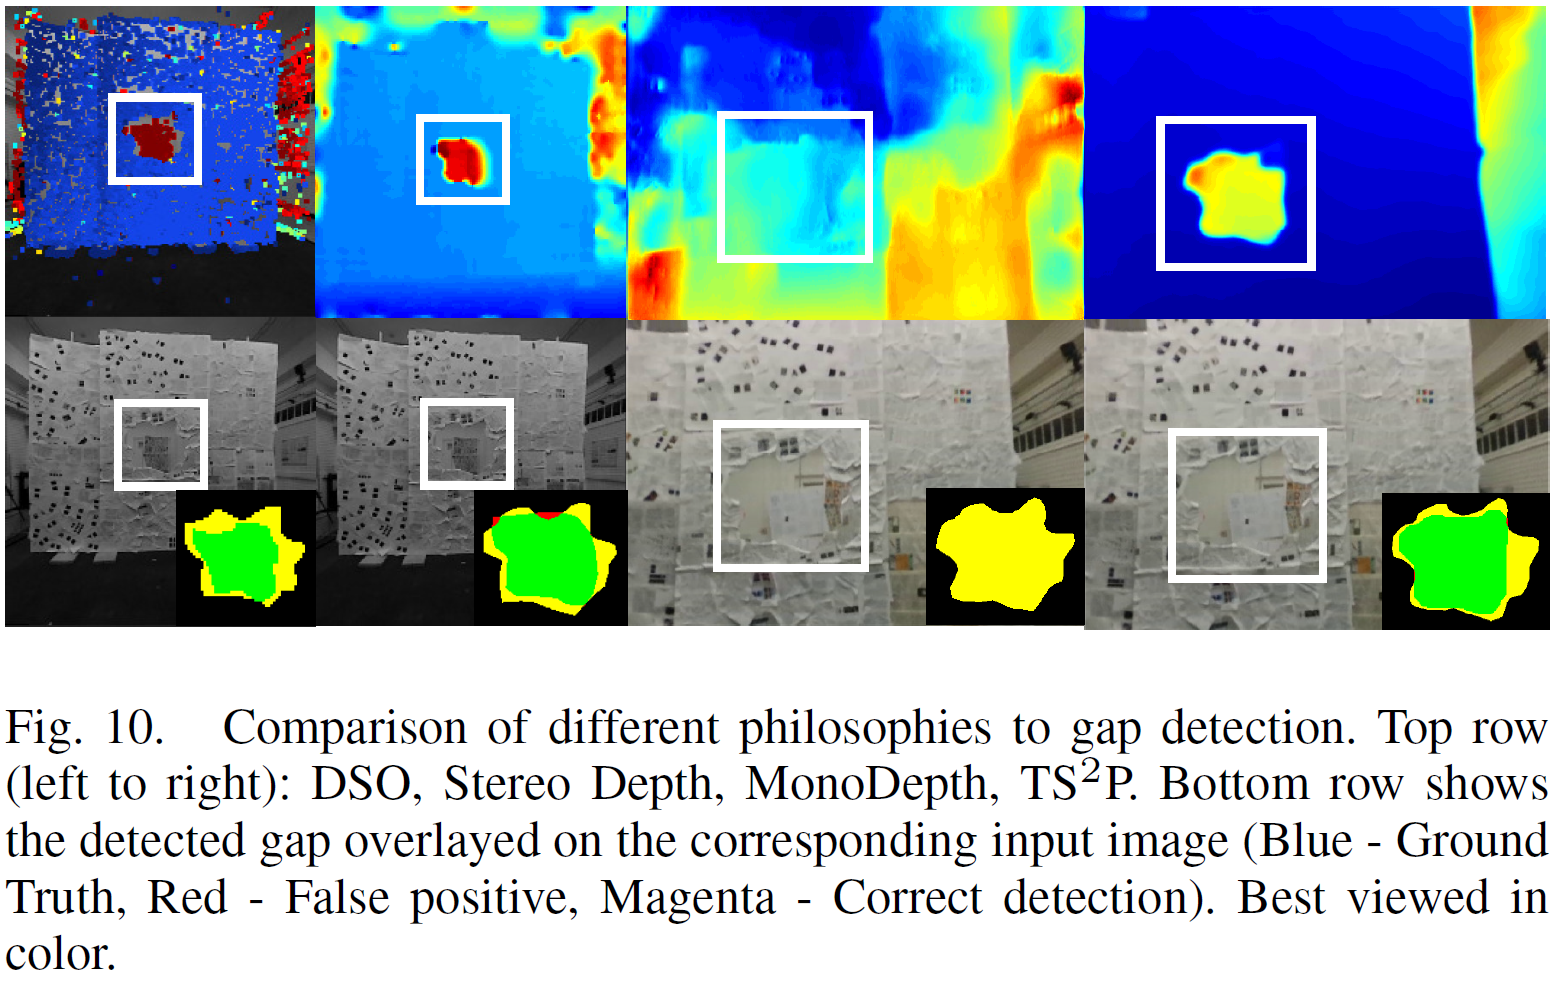 Fig. 10. Comparison of different philosophies to gap detection. Top row
(left to right): DSO, Stereo Depth, MonoDepth, TS²P. Bottom row shows
the detected gap overlayed on the corresponding input image (Blue - Ground
Truth, Red - False positive, Magenta - Correct detection). Best viewed in
color.